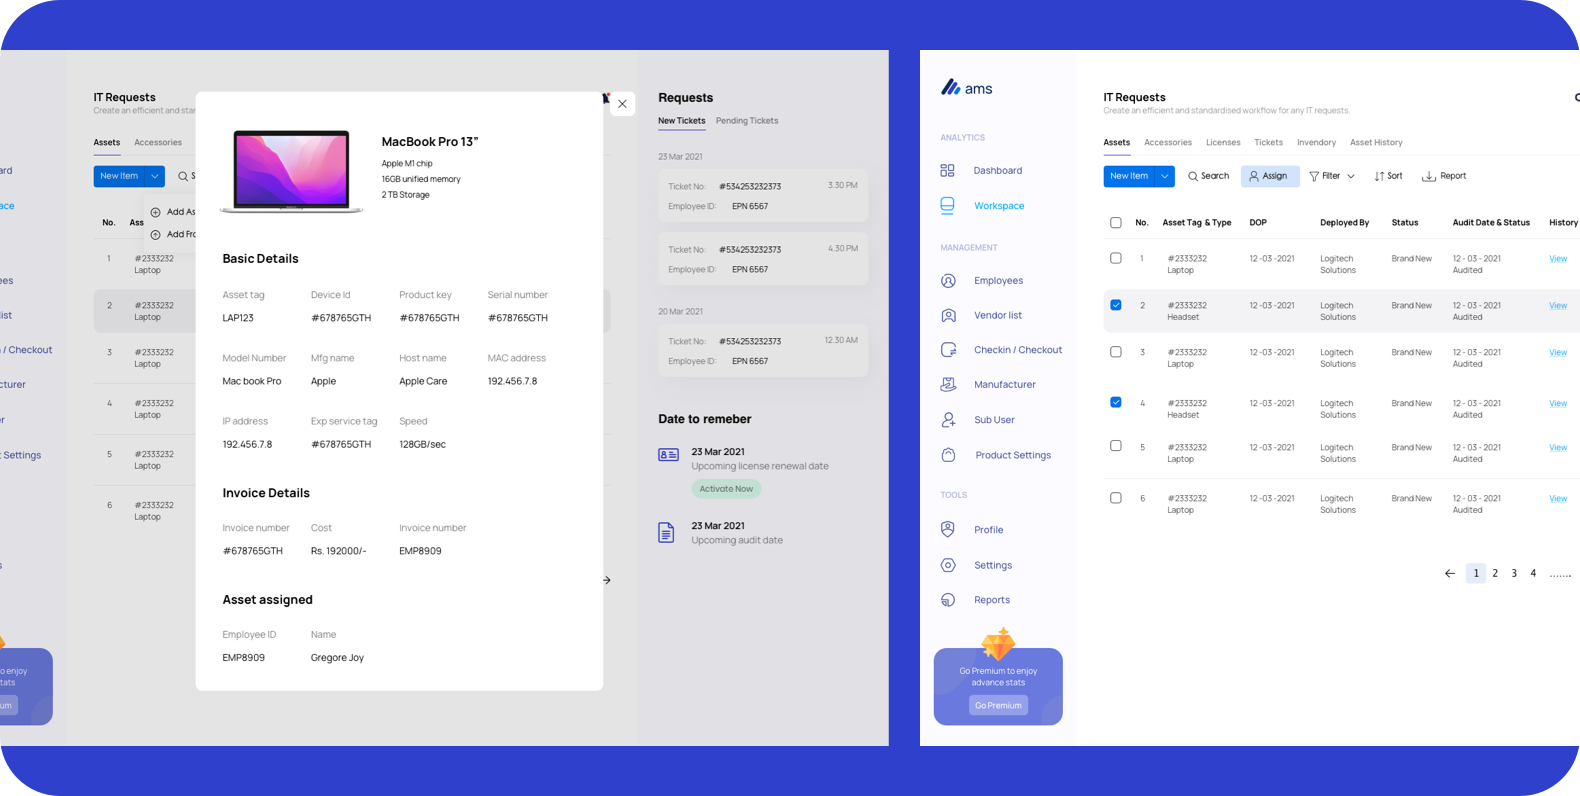 IT Requests
Create an efficient and star
Assets
Accessories
New Item
S
No.
Ass
Add As
Add Fro
1
#2333232
Laptop
2
#2333232
Laptop
3
#2333232
Laptop
4
#2333232
Laptop
5
#2333232
Laptop
6
#2333232
Laptop
ard
ce
ees
list
n / Checkout
cturer
er
t Settings
s
o enjoy
tats
um
MacBook Pro 13”
Apple M1 chip
16GB unified memory
2 TB Storage
Basic Details
Asset tag Device Id Product key Serial number
LAP123 #678765GTH #678765GTH #678765GTH
Model Number Mfg name Host name MAC address
Mac book Pro Apple Apple Care 192.456.7.8
IP address Exp service tag Speed
192.456.7.8 #678765GTH 128GB/sec
Invoice Details
Invoice number Cost Invoice number
#678765GTH Rs. 192000/- EMP8909
Asset assigned
Employee ID Name
EMP8909 Gregore Joy
Requests
New Tickets Pending Tickets
23 Mar 2021
Ticket No: #534253232373 3.30 PM
Employee ID: EPN 6567
Ticket No: #534253232373 4.30 PM
Employee ID: EPN 6567
20 Mar 2021
Ticket No: #534253232373 12.30 AM
Employee ID: EPN 6567
Date to remeber
23 Mar 2021
Upcoming license renewal date
Activate Now
23 Mar 2021
Upcoming audit date
ams
ANALYTICS
Dashboard
Workspace
MANAGEMENT
Employees
Vendor list
Checkin / Checkout
Manufacturer
Sub User
Product Settings
TOOLS
Profile
Settings
Reports
Go Premium to enjoy
advance stats
Go Premium
IT Requests
Create an efficient and standardised workflow for any IT requests.
Assets Accessories Licenses Tickets Invendory Asset History
New Item Search Assign Filter Sort Report
No. Asset Tag & Type DOP Deployed By Status Audit Date & Status History
1 #2333232 12 -03 -2021 Logitech Brand New 12 - 03 - 2021 View
Laptop Solutions Audited
2 #2333232 12 -03 -2021 Logitech Brand New 12 - 03 - 2021 View
Headset Solutions Audited
3 #2333232 12 -03 -2021 Logitech Brand New 12 - 03 - 2021 View
Laptop Solutions Audited
4 #2333232 12 -03 -2021 Logitech Brand New 12 - 03 - 2021 View
Headset Solutions Audited
5 #2333232 12 -03 -2021 Logitech Brand New 12 - 03 - 2021 View
Laptop Solutions Audited
6 #2333232 12 -03 -2021 Logitech Brand New 12 - 03 - 2021 View
Laptop Solutions Audited
1 2 3 4 .......